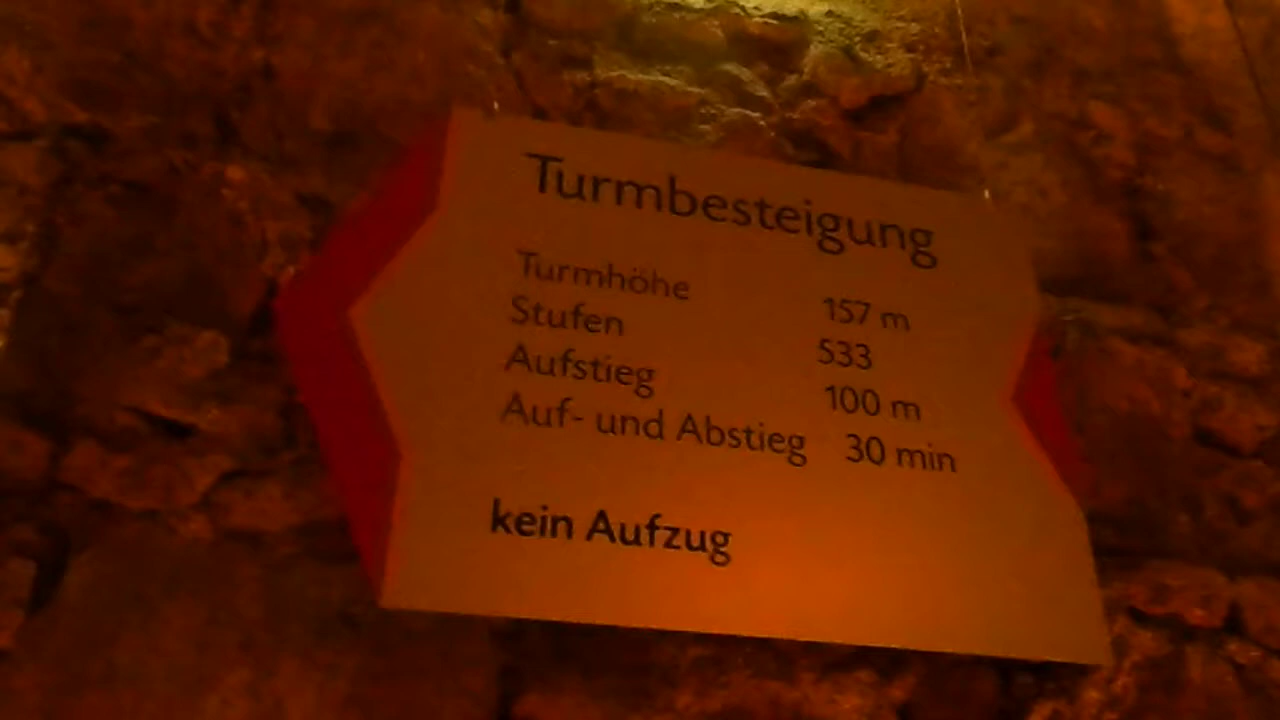 Turmbesteigung
Turmhöhe 157 m
Stufen 533
Aufstieg 100 m
Auf- und Abstieg 30 min
kein Aufzug